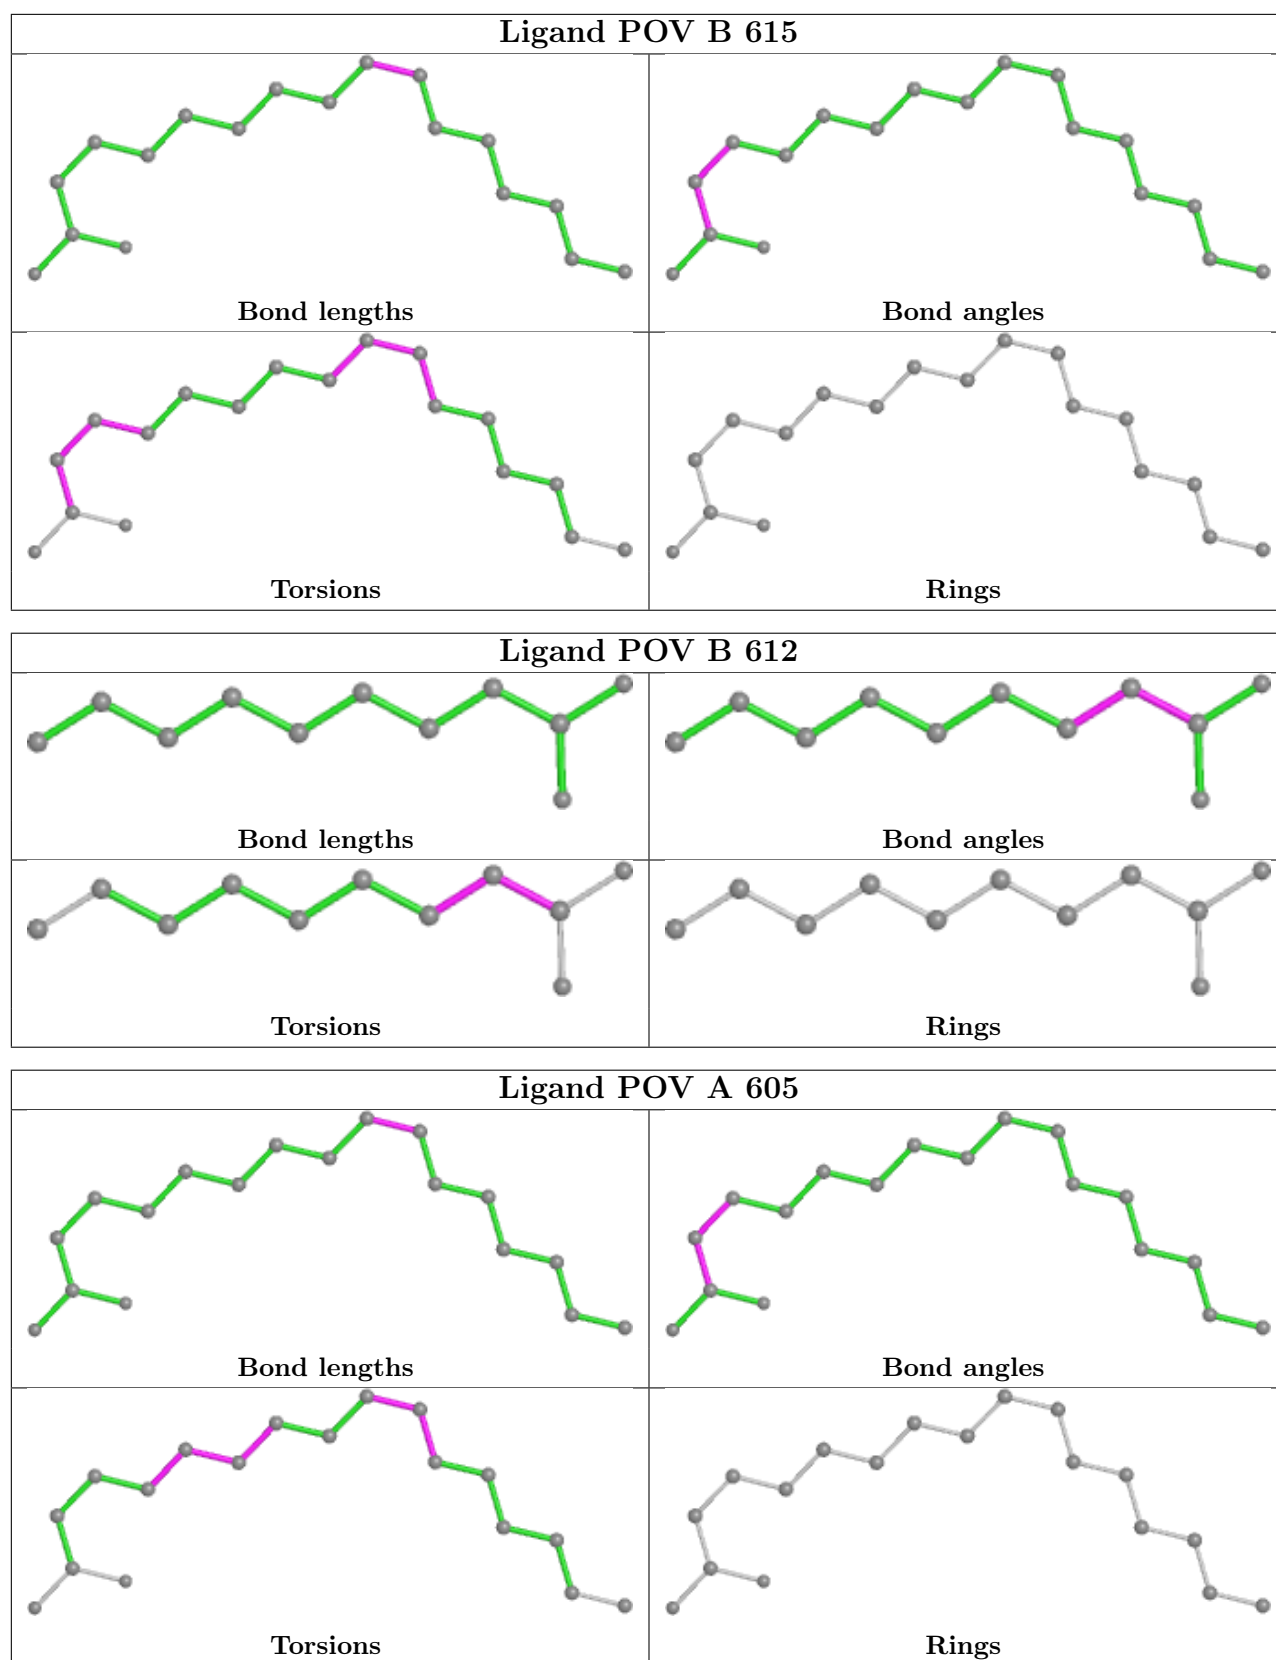 Ligand POV B 615
Bond lengths
Bond angles
Torsions
Rings
Ligand POV B 612
Bond lengths
Bond angles
Torsions
Rings
Ligand POV A 605
Bond lengths
Bond angles
Torsions
Rings